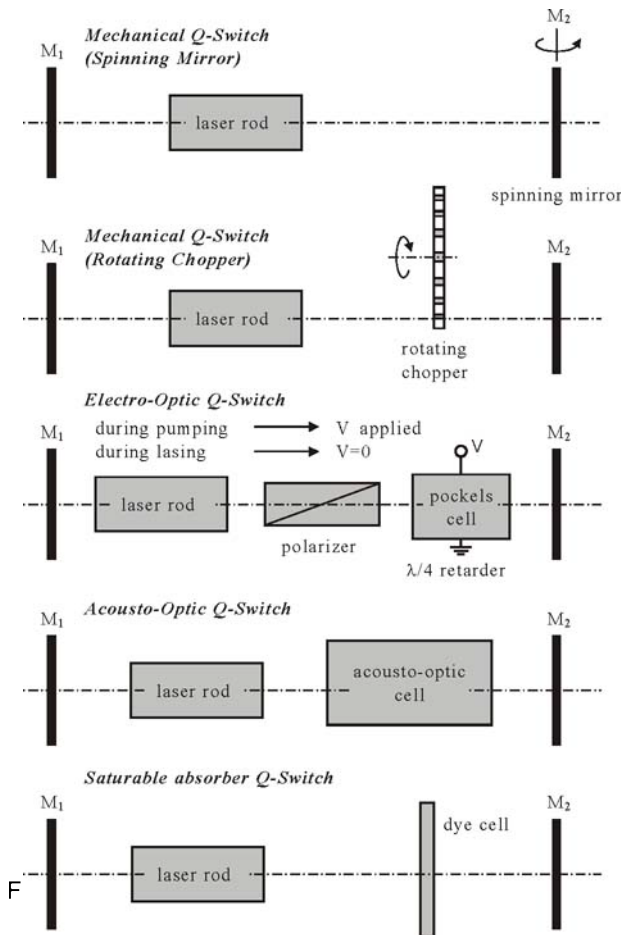 Mechanical Q-Switch
(Spinning Mirror)
M1
M2
laser rod
spinning mirror
Mechanical Q-Switch
(Rotating Chopper)
M1
M2
laser rod
rotating
chopper
Electro-Optic Q-Switch
during pumping V applied
during lasing V=0
M1
M2
V
laser rod
pockels
cell
polarizer
λ/4 retarder
Acousto-Optic Q-Switch
M1
M2
laser rod
acousto-optic
cell
Saturable absorber Q-Switch
M1
M2
dye cell
laser rod
F